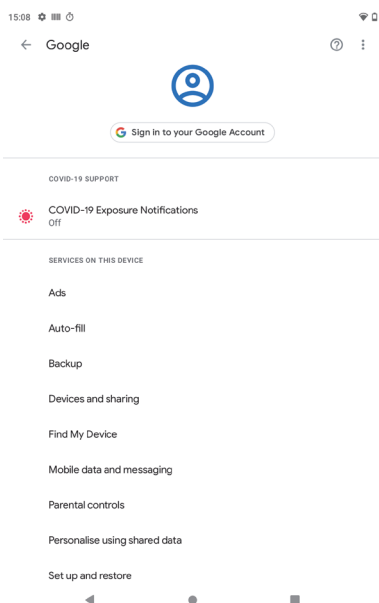 15:08
Google
Sign in to your Google Account
COVID-19 SUPPORT
COVID-19 Exposure Notifications
Off
SERVICES ON THIS DEVICE
Ads
Auto-fill
Backup
Devices and sharing
Find My Device
Mobile data and messaging
Parental controls
Personalise using shared data
Set up and restore